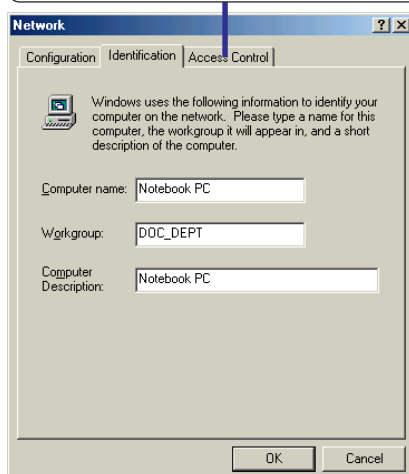 Network
Configuration Identification Access Control
Windows uses the following information to identify your
computer on the network. Please type a name for this
computer, the workgroup it will appear in, and a short
description of the computer.
Computer name: Notebook PC
Workgroup: DOC_DEPT
Computer
Description: Notebook PC
OK Cancel